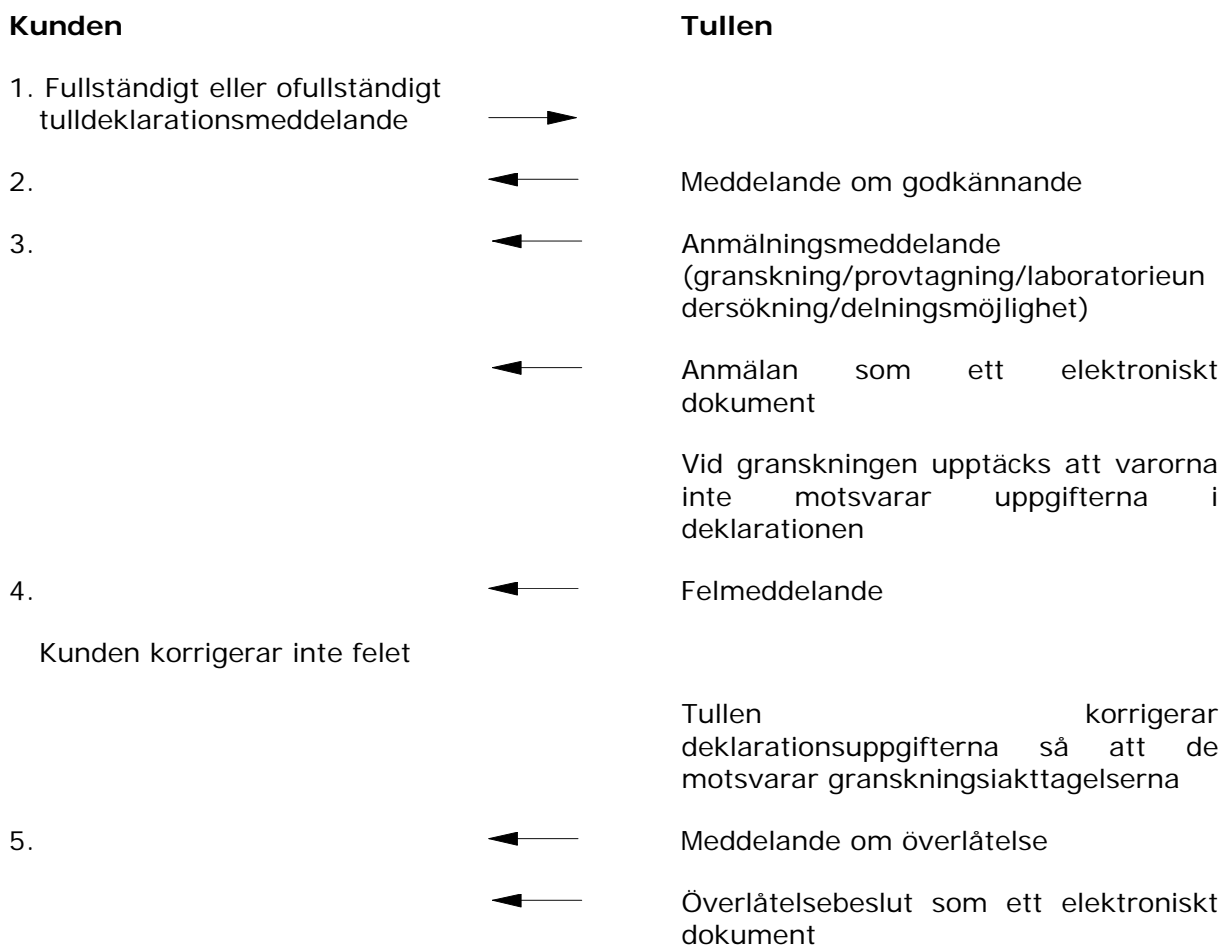 Kunden Tullen
1. Fullständigt eller ofullständigt
tulldeklarationsmeddelande
2. Meddelande om godkännande
3. Anmälningsmeddelande
(granskning/provtagning/laboratorieun
dersökning/delningsmöjlighet)
Anmälan som ett elektroniskt
dokument
Vid granskningen upptäcks att varorna
inte motsvarar uppgifterna i
deklarationen
4. Felmeddelande
Kunden korrigerar inte felet
Tullen korrigerar
deklarationsuppgifterna så att de
motsvarar granskningsiakttagelserna
5. Meddelande om överlåtelse
Överlåtelsebeslut som ett elektroniskt
dokument